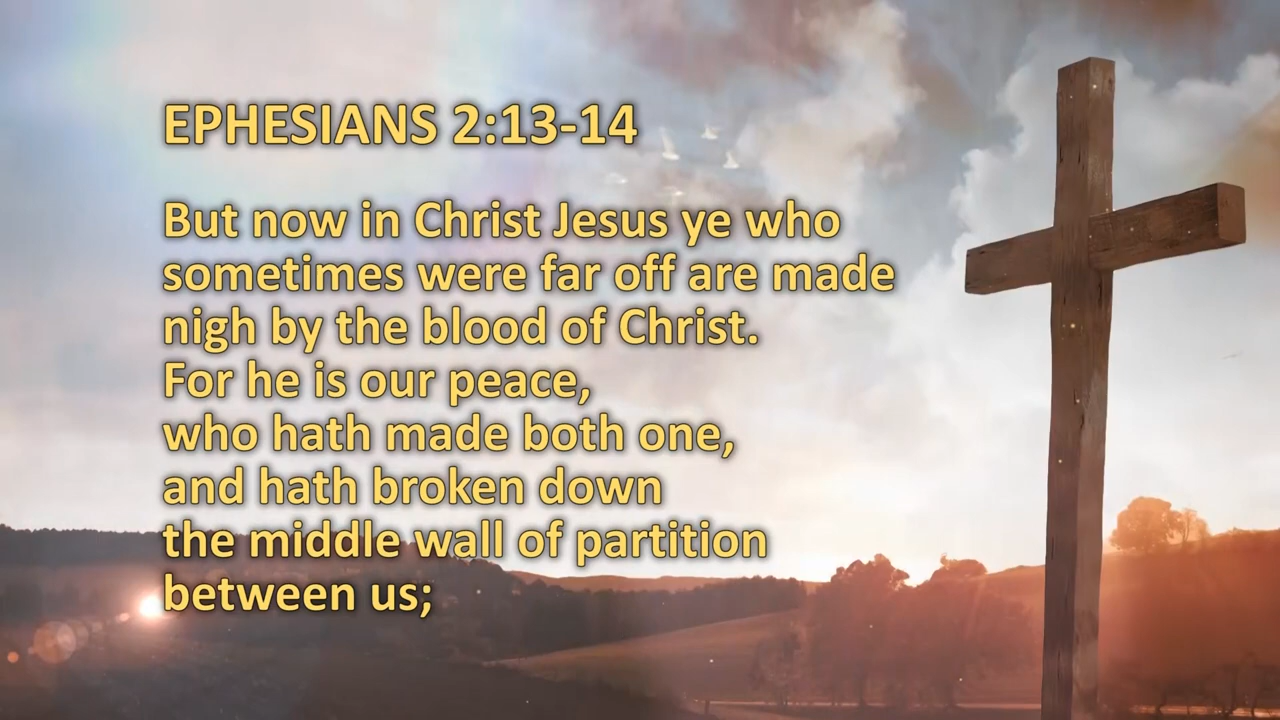 EPHESIANS 2:13-14
But now in Christ Jesus ye who
sometimes were far off are made
nigh by the blood of Christ.
For he is our peace,
who hath made both one,
and hath broken down
the middle wall of partition
between us;